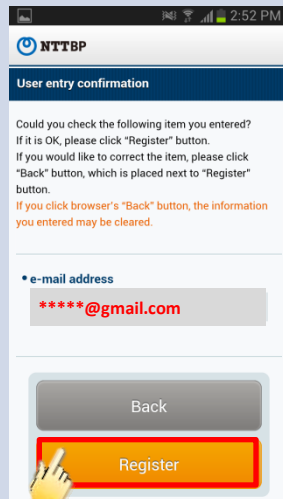 2:52 PM
NTTBP
User entry confirmation
Could you check the following item you entered?
If it is OK, please click “Register” button.
If you would like to correct the item, please click
“Back” button, which is placed next to “Register”
button.
If you click browser's “Back” button, the information
you entered may be cleared.
• e-mail address
*****@gmail.com
Back
Register